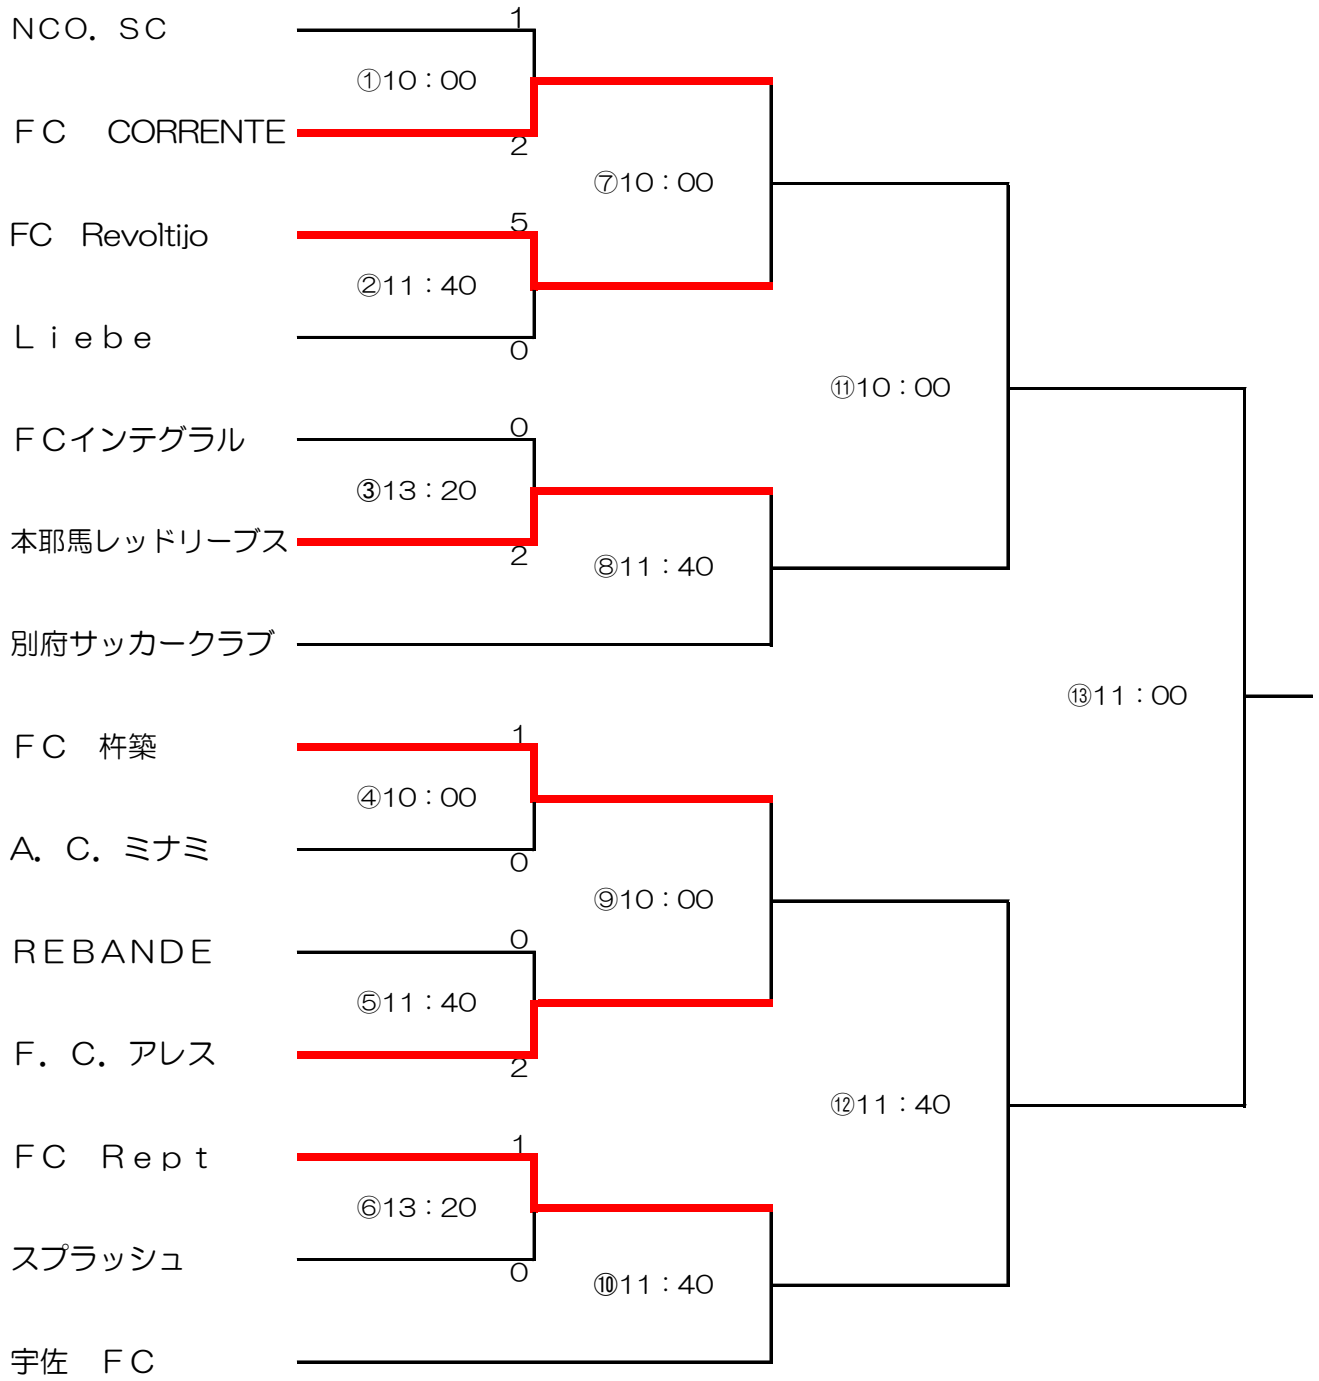 1
NCO．SC
①10：00
ＦＣ　CORRENTE
2
⑦10：00
5
FC　Revoltijo
②11：40
Ｌｉｅｂｅ
0
⑪10：00
0
ＦＣインテグラル
③13：20
本耶馬レッドリーブス
2
⑧11：40
別府サッカークラブ
⑬11：00
1
ＦＣ　杵築
④10：00
A．C．ミナミ
0
⑨10：00
0
ＲＥＢＡＮＤＥ
⑤11：40
Ｆ．Ｃ．アレス
2
⑫11：40
1
ＦＣ　Ｒｅｐｔ
⑥13：20
スプラッシュ
0
⑩11：40
宇佐　ＦＣ